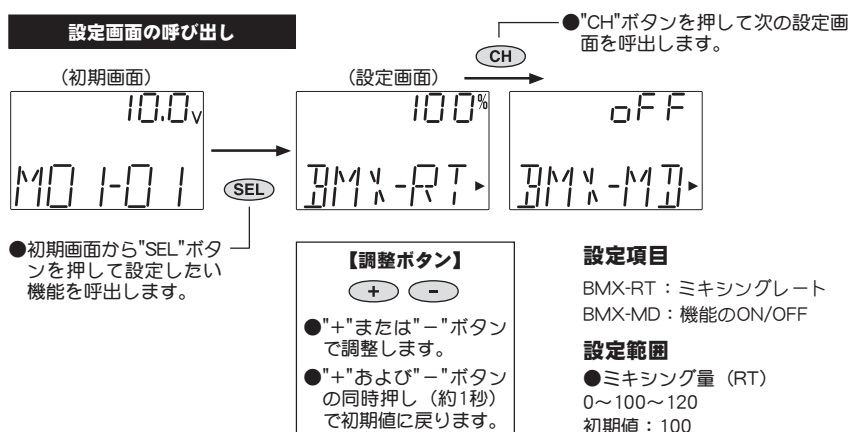 設定画面の呼び出し
●"CH"ボタンを押して次の設定画
面を呼出します。
CH
(初期画面)
(設定画面)
10.0v
M01-01
SEL
100%
BMX-RT▸
oFF
BMX-MD▸
●初期画面から"SEL"ボタ
ンを押して設定したい
機能を呼出します。
【調整ボタン】
+ −
●"+"または"−"ボタン
で調整します。
●"+"および"−"ボタン
の同時押し(約1秒)
で初期値に戻ります。
設定項目
BMX-RT:ミキシングレート
BMX-MD:機能のON/OFF
設定範囲
●ミキシング量(RT)
0~100~120
初期値:100